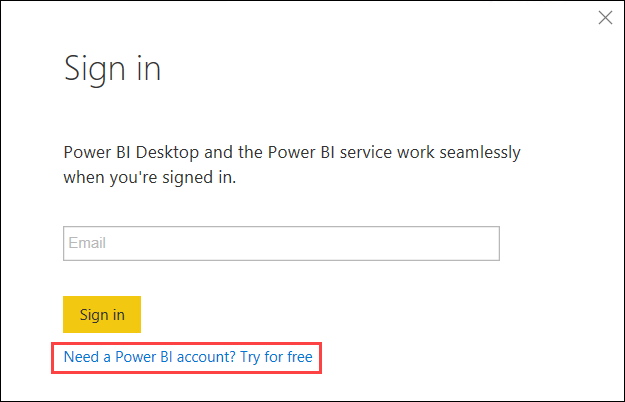 Sign in
Power BI Desktop and the Power BI service work seamlessly
when you're signed in.
Email
Sign in
Need a Power BI account? Try for free